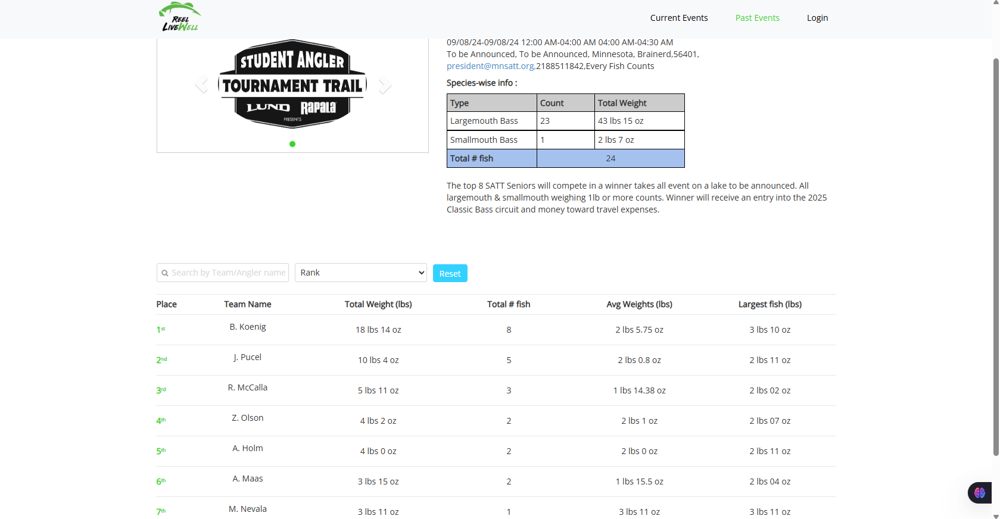 REEL
LIVEWELL
Current Events
Past Events
Login
STUDENT ANGLER
TOURNAMENT TRAIL
LUND Rapala
PRESENTS
09/08/24-09/08/24 12:00 AM-04:00 AM 04:00 AM-04:30 AM
To be Announced, To be Announced, Minnesota, Brainerd,56401,
president@mnsatt.org,2188511842,Every Fish Counts
Species-wise info :
Type Count Total Weight
Largemouth Bass 23 43 lbs 15 oz
Smallmouth Bass 1 2 lbs 7 oz
Total # fish 24
The top 8 SATT Seniors will compete in a winner takes all event on a lake to be announced. All
largemouth & smallmouth weighing 1lb or more counts. Winner will receive an entry into the 2025
Classic Bass circuit and money toward travel expenses.
Search by Team/Angler name
Rank
Reset
Place Team Name Total Weight (lbs) Total # fish Avg Weights (lbs) Largest fish (lbs)
1st B. Koenig 18 lbs 14 oz 8 2 lbs 5.75 oz 3 lbs 10 oz
2nd J. Pucel 10 lbs 4 oz 5 2 lbs 0.8 oz 2 lbs 11 oz
3rd R. McCalla 5 lbs 11 oz 3 1 lbs 14.38 oz 2 lbs 02 oz
4th Z. Olson 4 lbs 2 oz 2 2 lbs 1 oz 2 lbs 07 oz
5th A. Holm 4 lbs 0 oz 2 2 lbs 0 oz 2 lbs 11 oz
6th A. Maas 3 lbs 15 oz 2 1 lbs 15.5 oz 2 lbs 04 oz
7th M. Nevala 3 lbs 11 oz 1 3 lbs 11 oz 3 lbs 11 oz